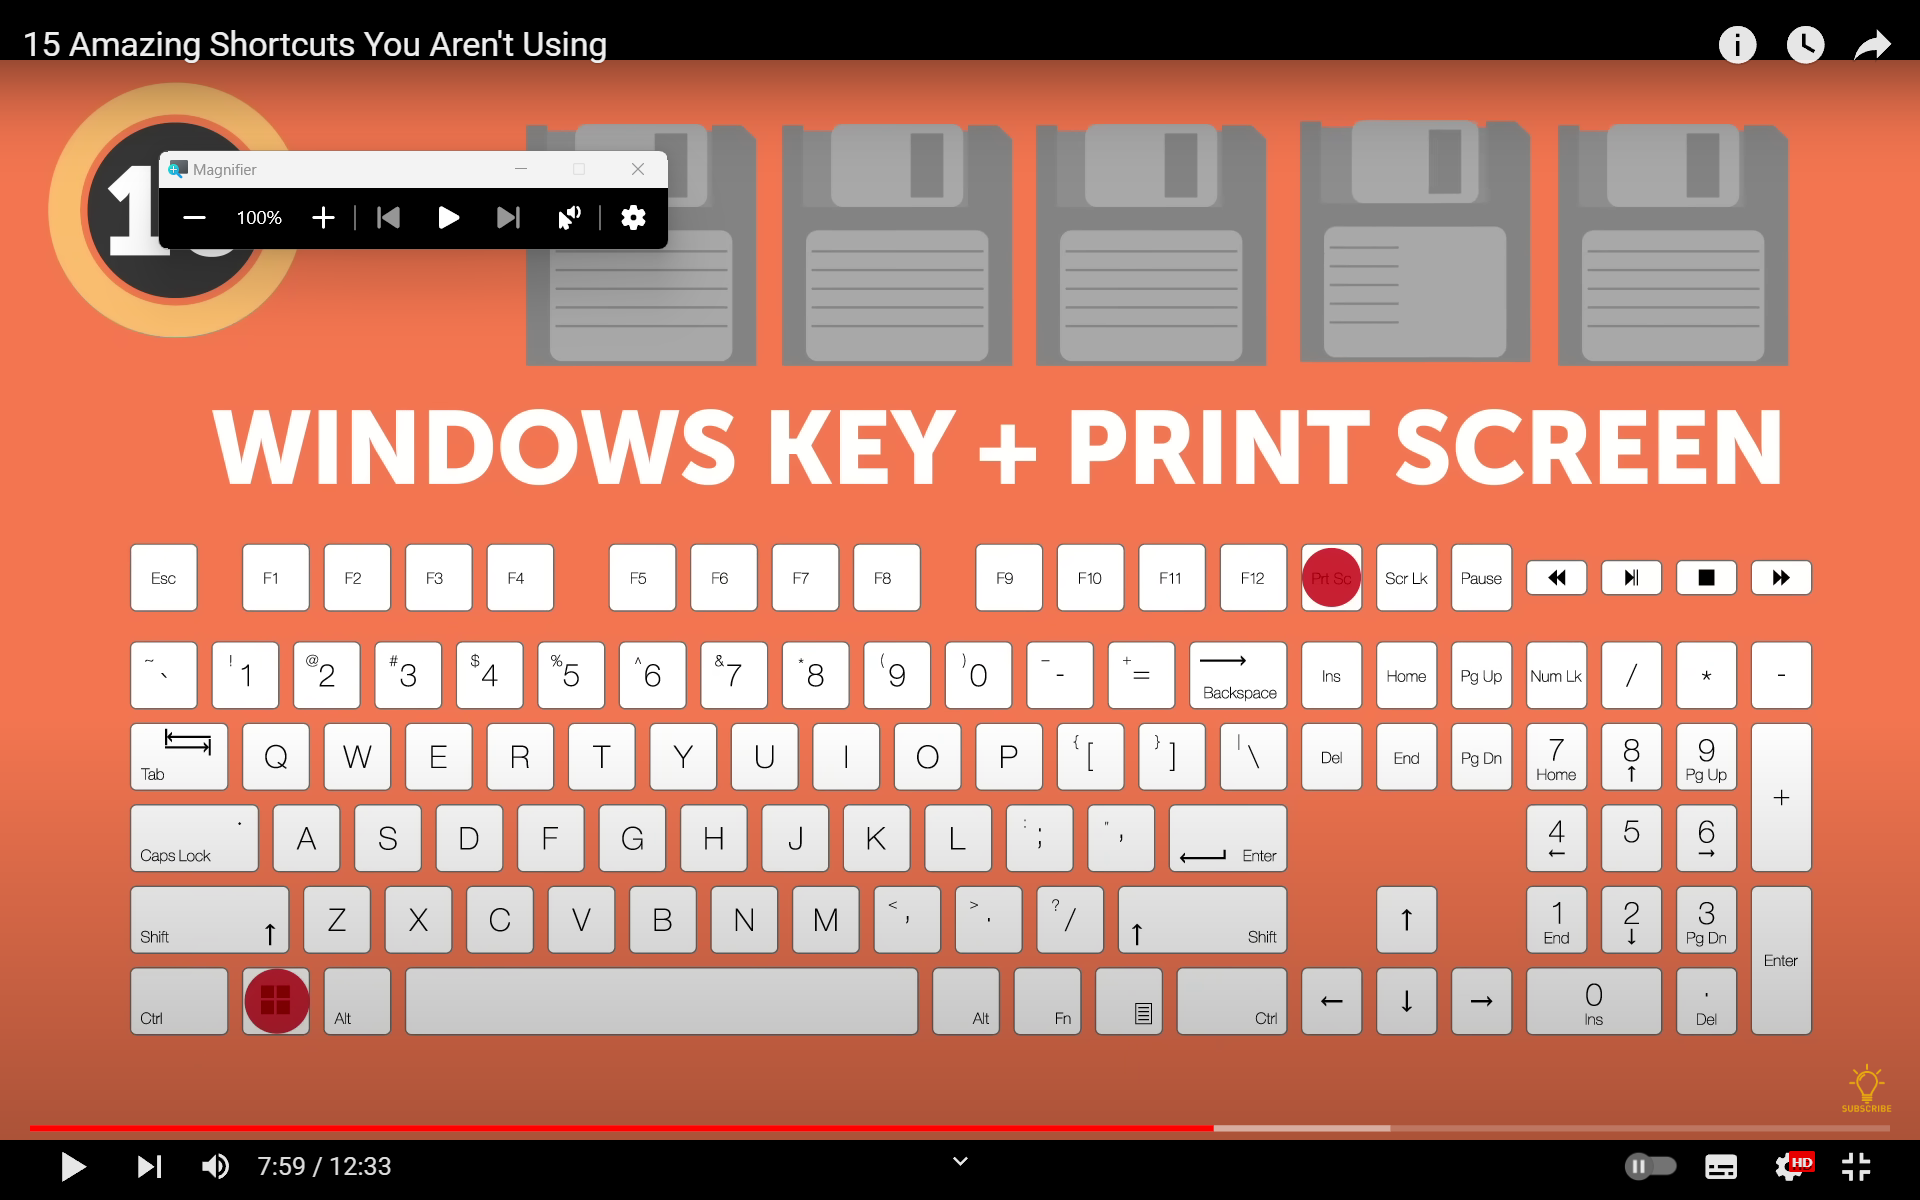 15 Amazing Shortcuts You Aren't Using
Magnifier
100%
WINDOWS KEY + PRINT SCREEN
Esc F1 F2 F3 F4 F5 F6 F7 F8 F9 F10 F11 F12 Prt Sc Scr Lk Pause
~ ` ! 1 @ 2 # 3 $ 4 % 5 ^ 6 & 7 * 8 ( 9 ) 0 – - + = Backspace Ins Home Pg Up Num Lk / * -
Tab Q W E R T Y U I O P { [ } ] | \ Del End Pg Dn 7 Home 8 ↑ 9 Pg Up +
Caps Lock A S D F G H J K L : ; " ' Enter 4 ← 5 6 →
Shift ↑ Z X C V B N M < , > . ? / ↑ Shift ↑ 1 End 2 ↓ 3 Pg Dn Enter
Ctrl Alt Alt Fn Ctrl ← ↓ → 0 Ins . Del
SUBSCRIBE
7:59 / 12:33
HD